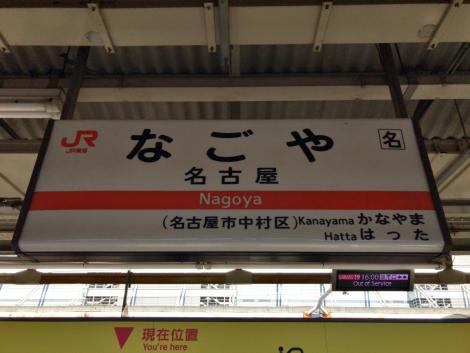 JR
JR東海
なごや
名
名古屋
Nagoya
(名古屋市中村区)
Kanayama かなやま
Hatta はった
16:00
Out of Service
現在位置
You're here